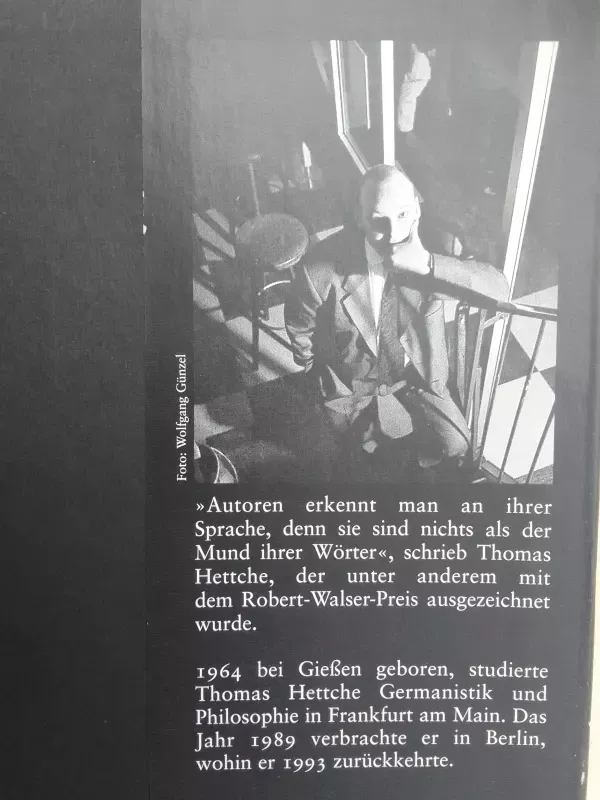 Foto: Wolfgang Günzel
»Autoren erkennt man an ihrer
Sprache, denn sie sind nichts als der
Mund ihrer Wörter«, schrieb Thomas
Hettche, der unter anderem mit
dem Robert-Walser-Preis ausgezeichnet
wurde.
1964 bei Gießen geboren, studierte
Thomas Hettche Germanistik und
Philosophie in Frankfurt am Main. Das
Jahr 1989 verbrachte er in Berlin,
wohin er 1993 zurückkehrte.